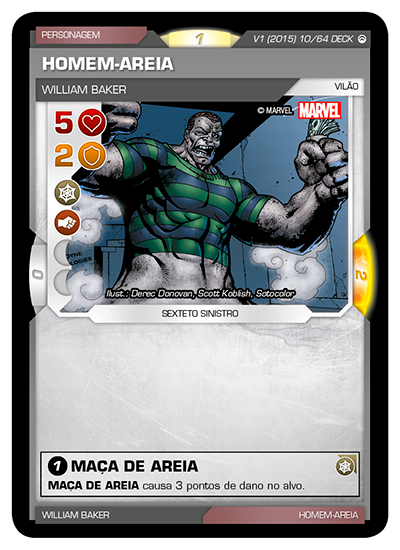 PERSONAGEM
1
V1 (2015) 10/64 DECK
HOMEM-AREIA
WILLIAM BAKER
VILÃO
© MARVEL MARVEL
5
2
0
2
Ilust.: Derec Donovan, Scott Koblish, Sotocolor
SEXTETO SINISTRO
1 MAÇA DE AREIA
MAÇA DE AREIA causa 3 pontos de dano no alvo.
WILLIAM BAKER
HOMEM-AREIA